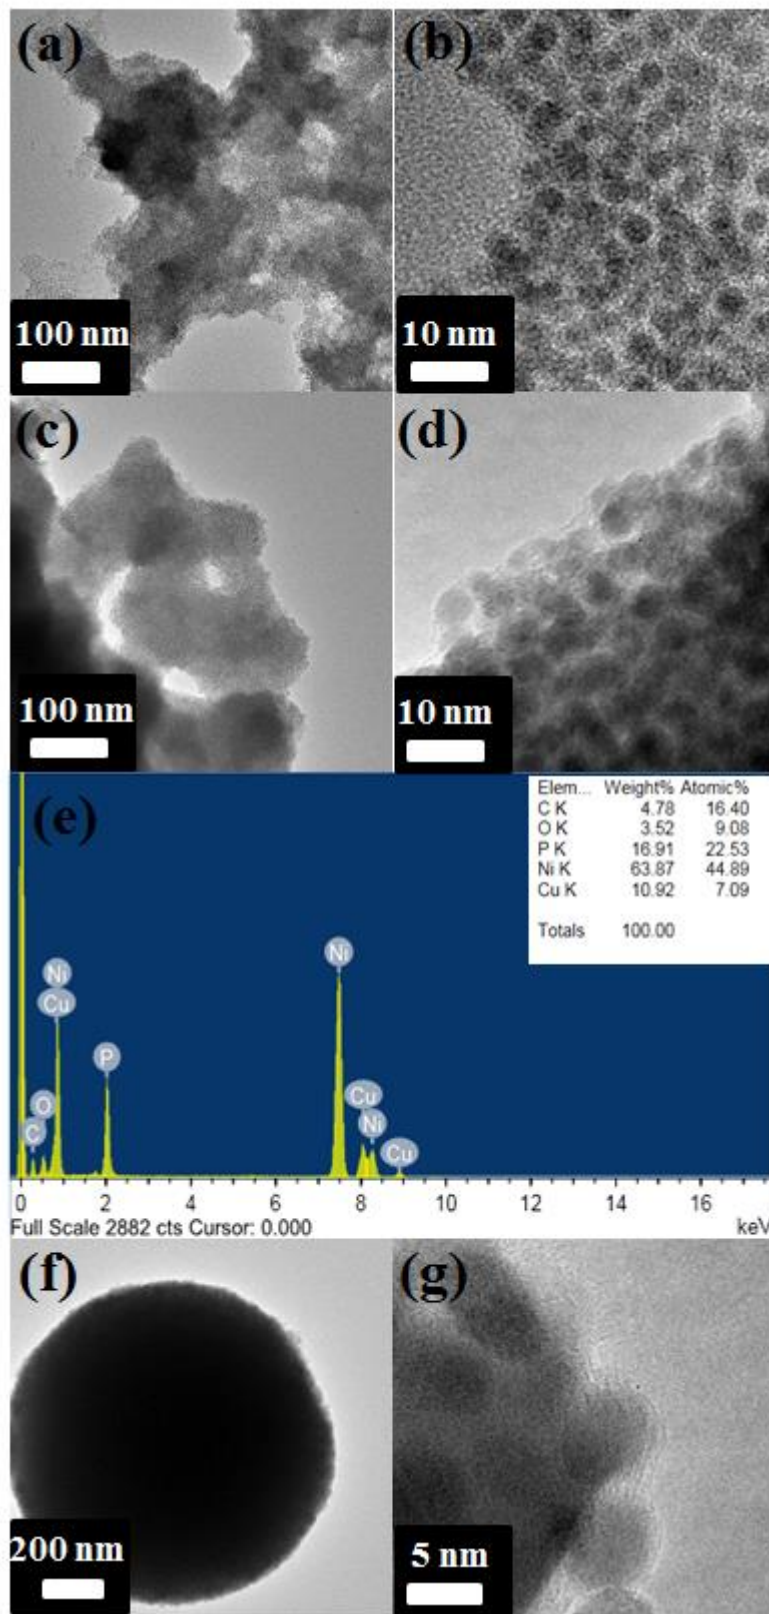 (a)
(b)
100 nm
10 nm
(c)
(d)
100 nm
10 nm
(e)
Elem... Weight% Atomic%
C K 4.78 16.40
O K 3.52 9.08
P K 16.91 22.53
Ni K 63.87 44.89
Cu K 10.92 7.09
Totals 100.00
Ni
Ni
Cu
P
O
Cu
C
Ni
Cu
0 2 4 6 8 10 12 14 16
Full Scale 2882 cts Cursor: 0.000 keV
(f)
(g)
200 nm
5 nm